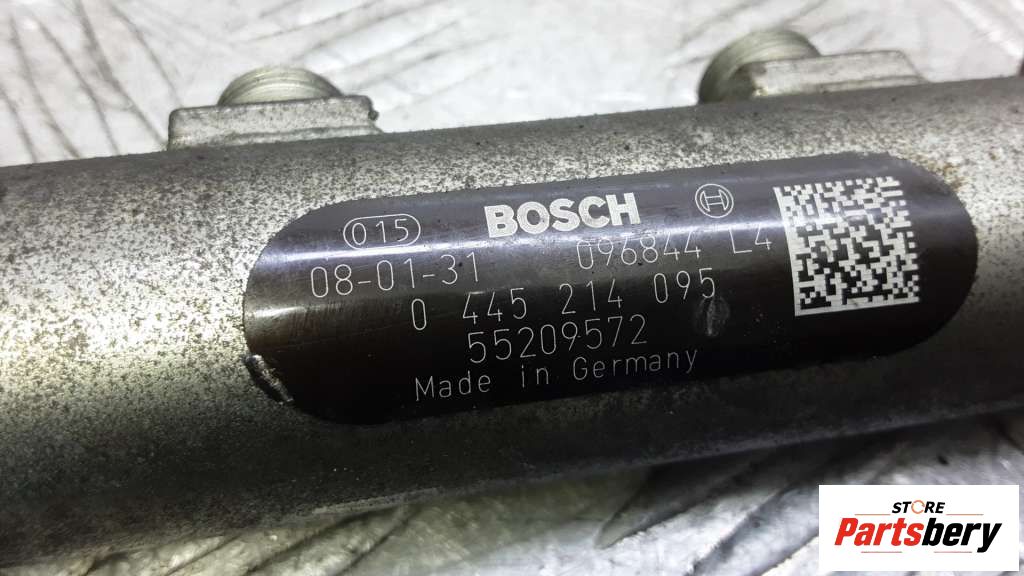 015 BOSCH
08-01-31 096844 L4
0 445 214 095
55209572
Made in Germany
STORE
Partsbery